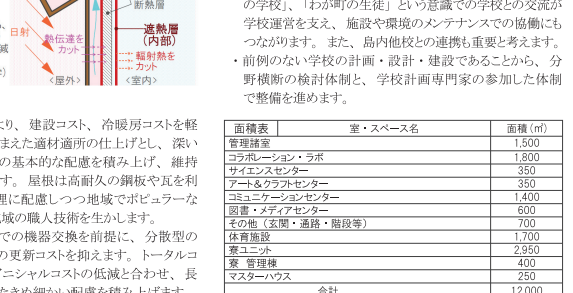 断熱層
日射
熱伝達を
カット
遮熱層
(内部)
輻射熱を
カット
<屋外>
<室内>
より、建設コスト、冷暖房コストを軽
まえた適材適所の仕上げとし、深い
の基本的な配慮を積み上げ、維持
す。屋根は高耐久の鋼板や瓦を利
理に配慮しつつ地域でポピュラーな
域の職人技術を生かします。
での機器交換を前提に、分散型の
の更新コストを抑えます。トータルコ
ニシャルコストの低減と合わせ、長
たきめ細かい配慮を積み上げます。
の学校」、「わが町の生徒」という意識での学校との交流が
学校運営を支え、施設や環境のメンテナンスでの協働にも
つながります。また、島内他校との連携も重要と考えます。
・前例のない学校の計画・設計・建設であることから、分
野横断の検討体制と、学校計画専門家の参加した体制
で整備を進めます。
面積表 室・スペース名 面積(㎡)
管理諸室 1,500
コラボレーション・ラボ 1,800
サイエンスセンター 350
アート&クラフトセンター 350
コミュニケーションセンター 1,400
図書・メディアセンター 600
その他(玄関・通路・階段等) 700
体育施設 1,700
寮ユニット 2,950
寮 管理棟 400
マスターハウス 250
合計 12,000